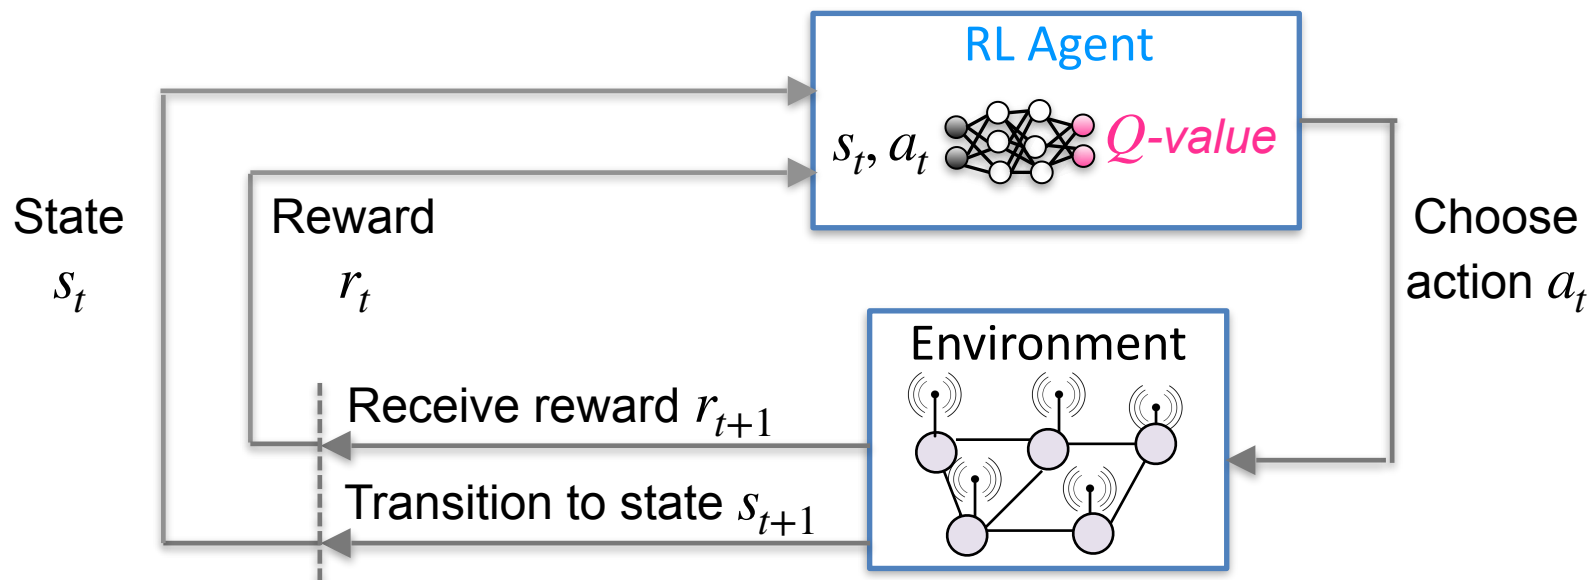 RL Agent
s_t, a_t
Q-value
State
s_t
Reward
r_t
Choose
action a_t
Environment
Receive reward r_{t+1}
Transition to state s_{t+1}